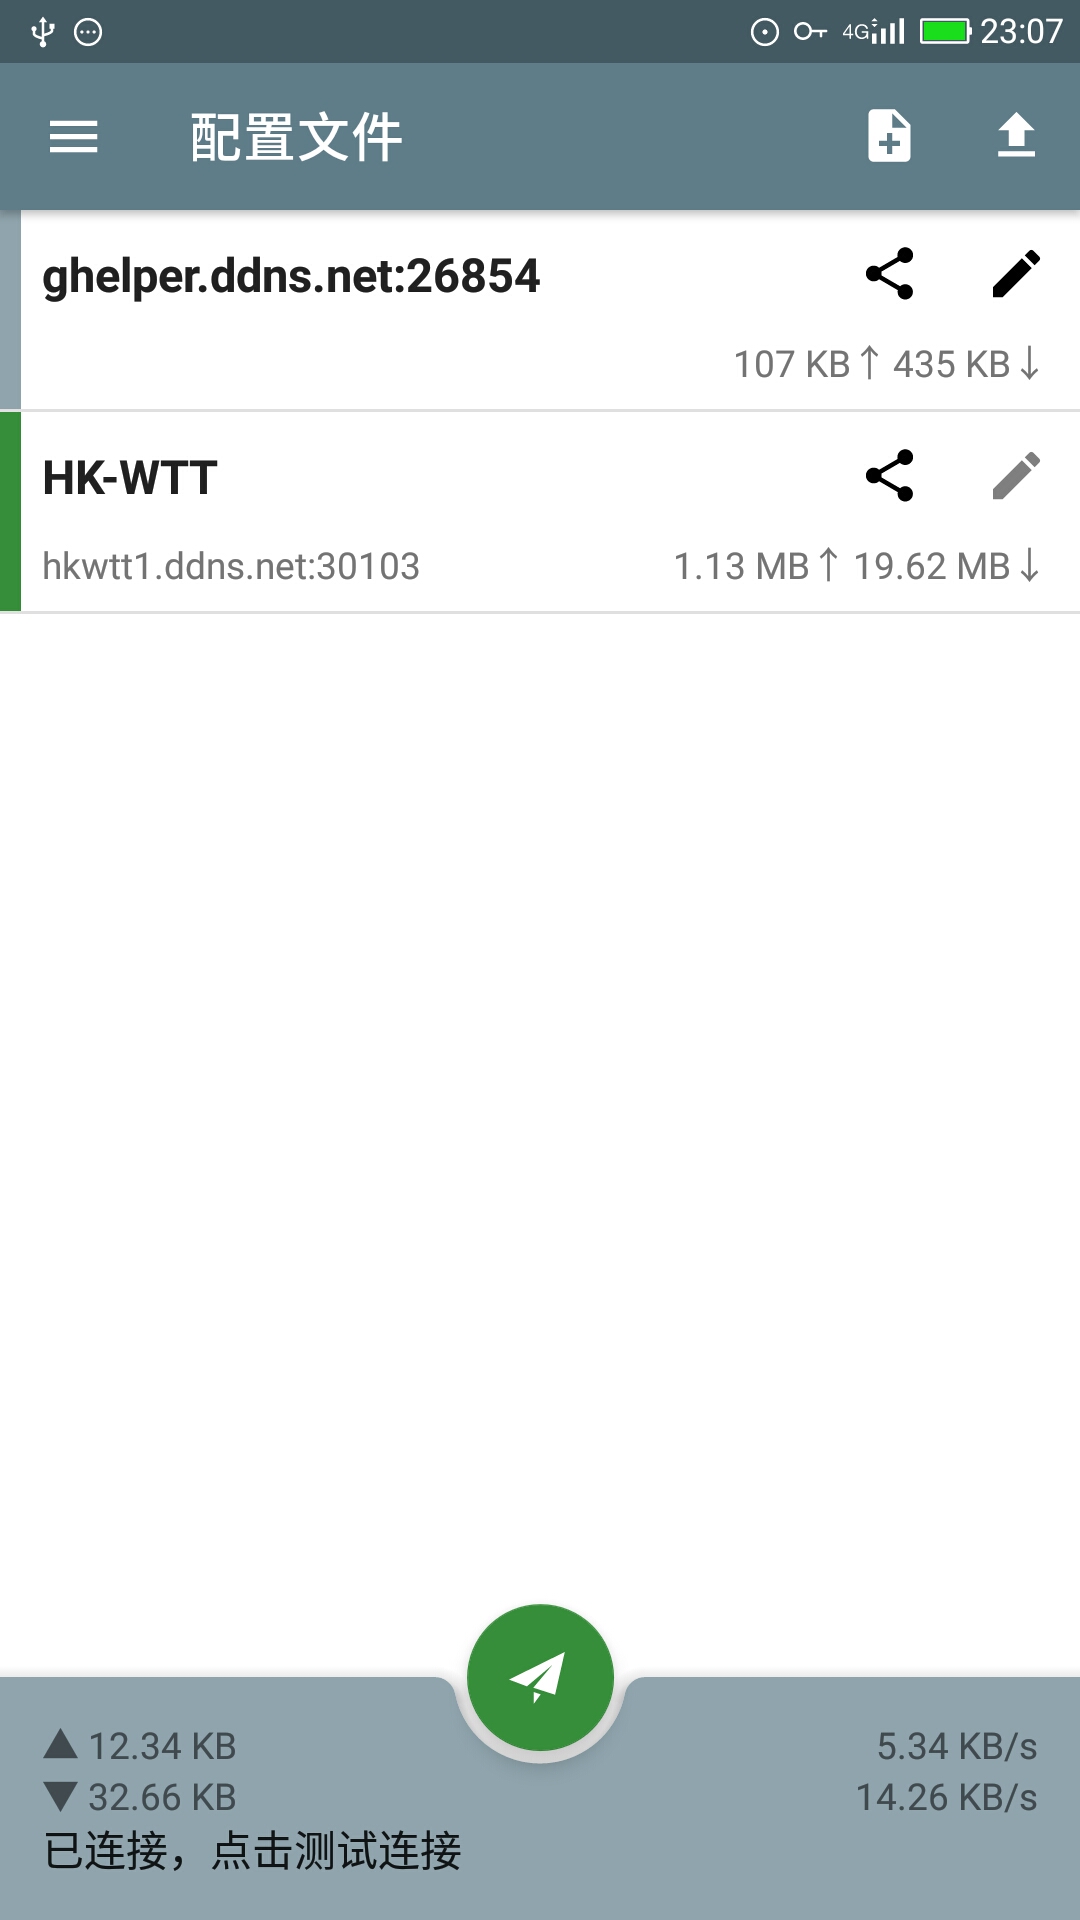 4G 23:07
配置文件
ghelper.ddns.net:26854
107 KB↑ 435 KB↓
HK-WTT
hkwtt1.ddns.net:30103 1.13 MB↑ 19.62 MB↓
▲ 12.34 KB 5.34 KB/s
▼ 32.66 KB 14.26 KB/s
已连接，点击测试连接